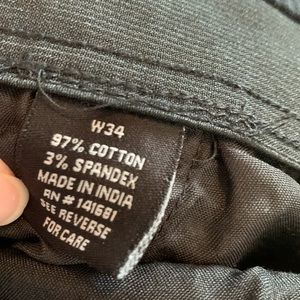 W34
97% COTTON
3% SPANDEX
MADE IN INDIA
RN # 141681
SEE REVERSE
FOR CARE